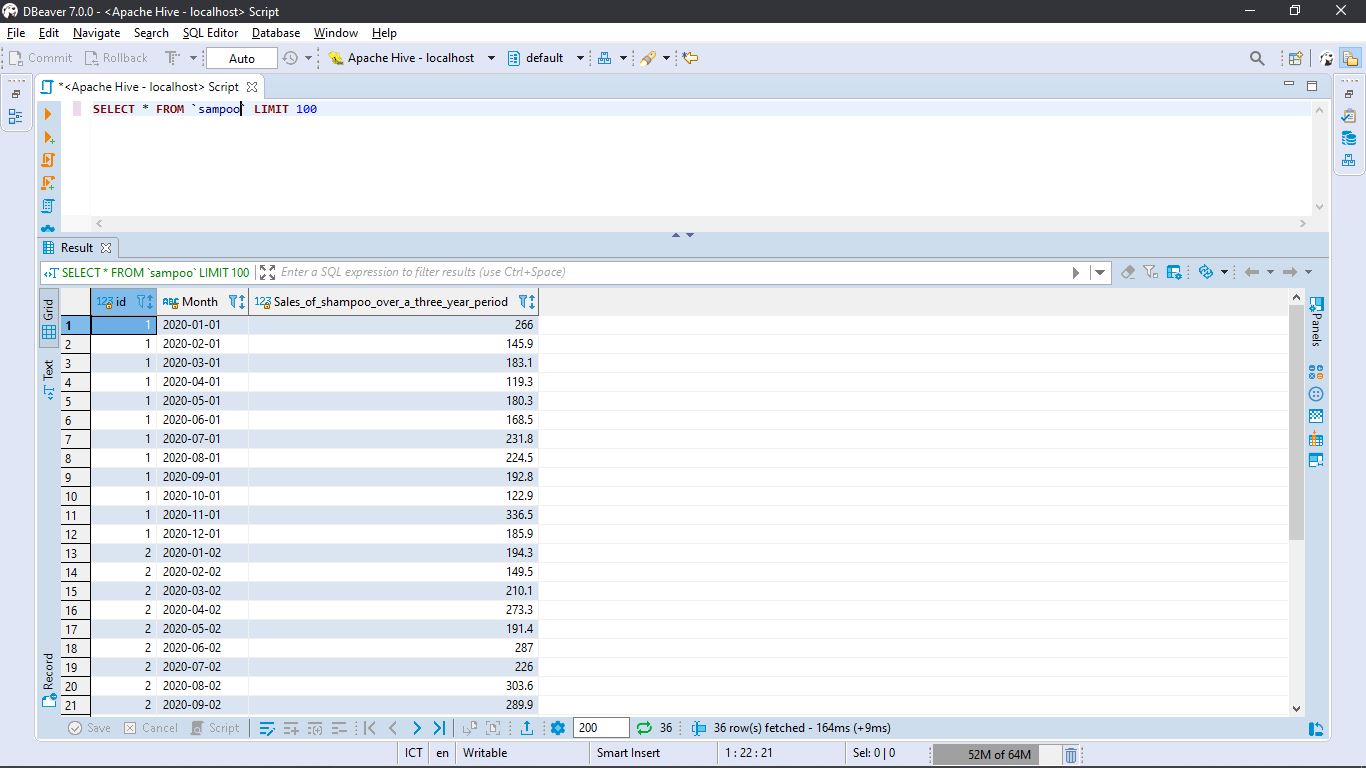 DBeaver 7.0.0 - <Apache Hive - localhost> Script
File Edit Navigate Search SQL Editor Database Window Help
Commit Rollback Auto Apache Hive - localhost default
*<Apache Hive - localhost> Script
SELECT * FROM `sampoo` LIMIT 100
Result
SELECT * FROM `sampoo` LIMIT 100 Enter a SQL expression to filter results (use Ctrl+Space)
Grid
Text
Record
Panels
123 id ABC Month 123 Sales_of_shampoo_over_a_three_year_period
1 1 2020-01-01 266
2 1 2020-02-01 145.9
3 1 2020-03-01 183.1
4 1 2020-04-01 119.3
5 1 2020-05-01 180.3
6 1 2020-06-01 168.5
7 1 2020-07-01 231.8
8 1 2020-08-01 224.5
9 1 2020-09-01 192.8
10 1 2020-10-01 122.9
11 1 2020-11-01 336.5
12 1 2020-12-01 185.9
13 2 2020-01-02 194.3
14 2 2020-02-02 149.5
15 2 2020-03-02 210.1
16 2 2020-04-02 273.3
17 2 2020-05-02 191.4
18 2 2020-06-02 287
19 2 2020-07-02 226
20 2 2020-08-02 303.6
21 2 2020-09-02 289.9
Save Cancel Script 200 36 36 row(s) fetched - 164ms (+9ms)
ICT en Writable Smart Insert 1 : 22 : 21 Sel: 0 | 0 52M of 64M